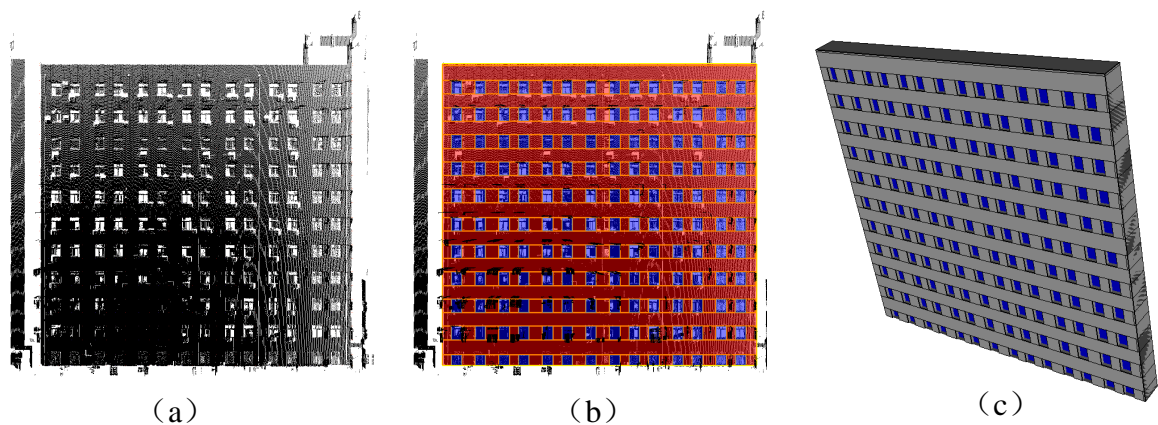 （a） （b） （c）